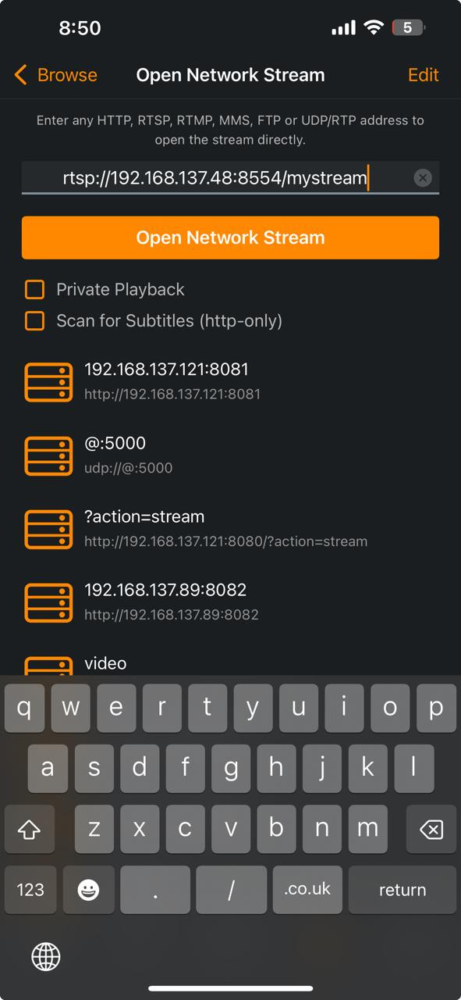 8:50
5
Browse
Open Network Stream
Edit
Enter any HTTP, RTSP, RTMP, MMS, FTP or UDP/RTP address to
open the stream directly.
rtsp://192.168.137.48:8554/mystream
Open Network Stream
Private Playback
Scan for Subtitles (http-only)
192.168.137.121:8081
http://192.168.137.121:8081
@:5000
udp://@:5000
?action=stream
http://192.168.137.121:8080/?action=stream
192.168.137.89:8082
http://192.168.137.89:8082
video
q w e r t y u i o p
a s d f g h j k l
z x c v b n m
123 . / .co.uk return